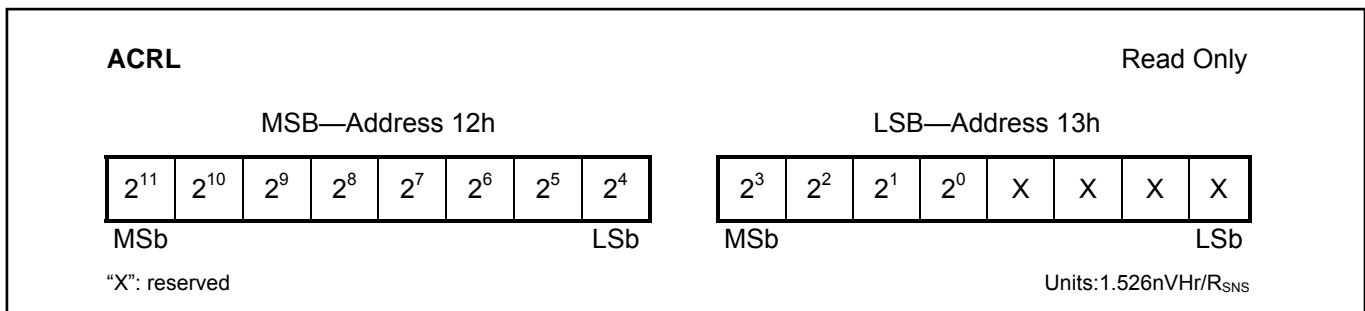 ACRL Read Only
MSB—Address 12h LSB—Address 13h
2¹¹ 2¹⁰ 2⁹ 2⁸ 2⁷ 2⁶ 2⁵ 2⁴ 2³ 2² 2¹ 2⁰ X X X X
MSb LSb MSb LSb
“X”: reserved Units:1.526nVHr/R_SNS